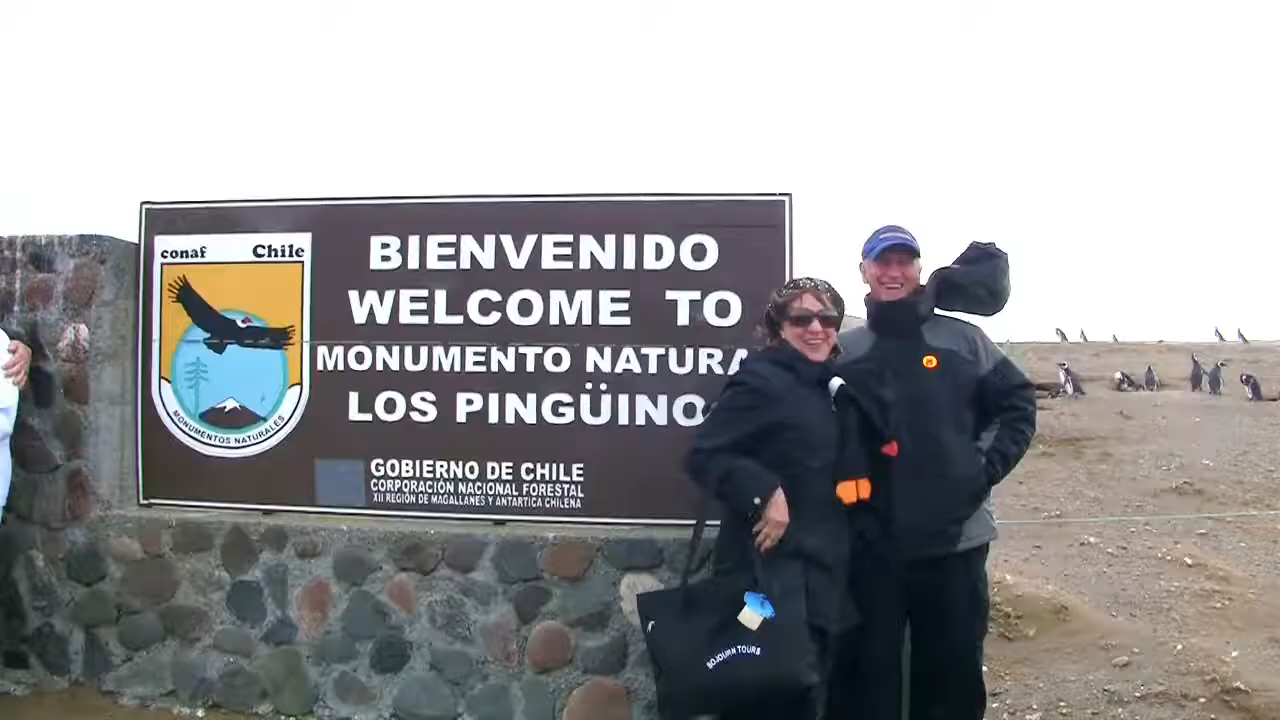 conaf Chile
MONUMENTOS NATURALES
BIENVENIDO
WELCOME TO
MONUMENTO NATURA
LOS PINGÜINO
GOBIERNO DE CHILE
CORPORACIÓN NACIONAL FORESTAL
XII REGIÓN DE MAGALLANES Y ANTARTICA CHILENA
SOJOURN TOURS